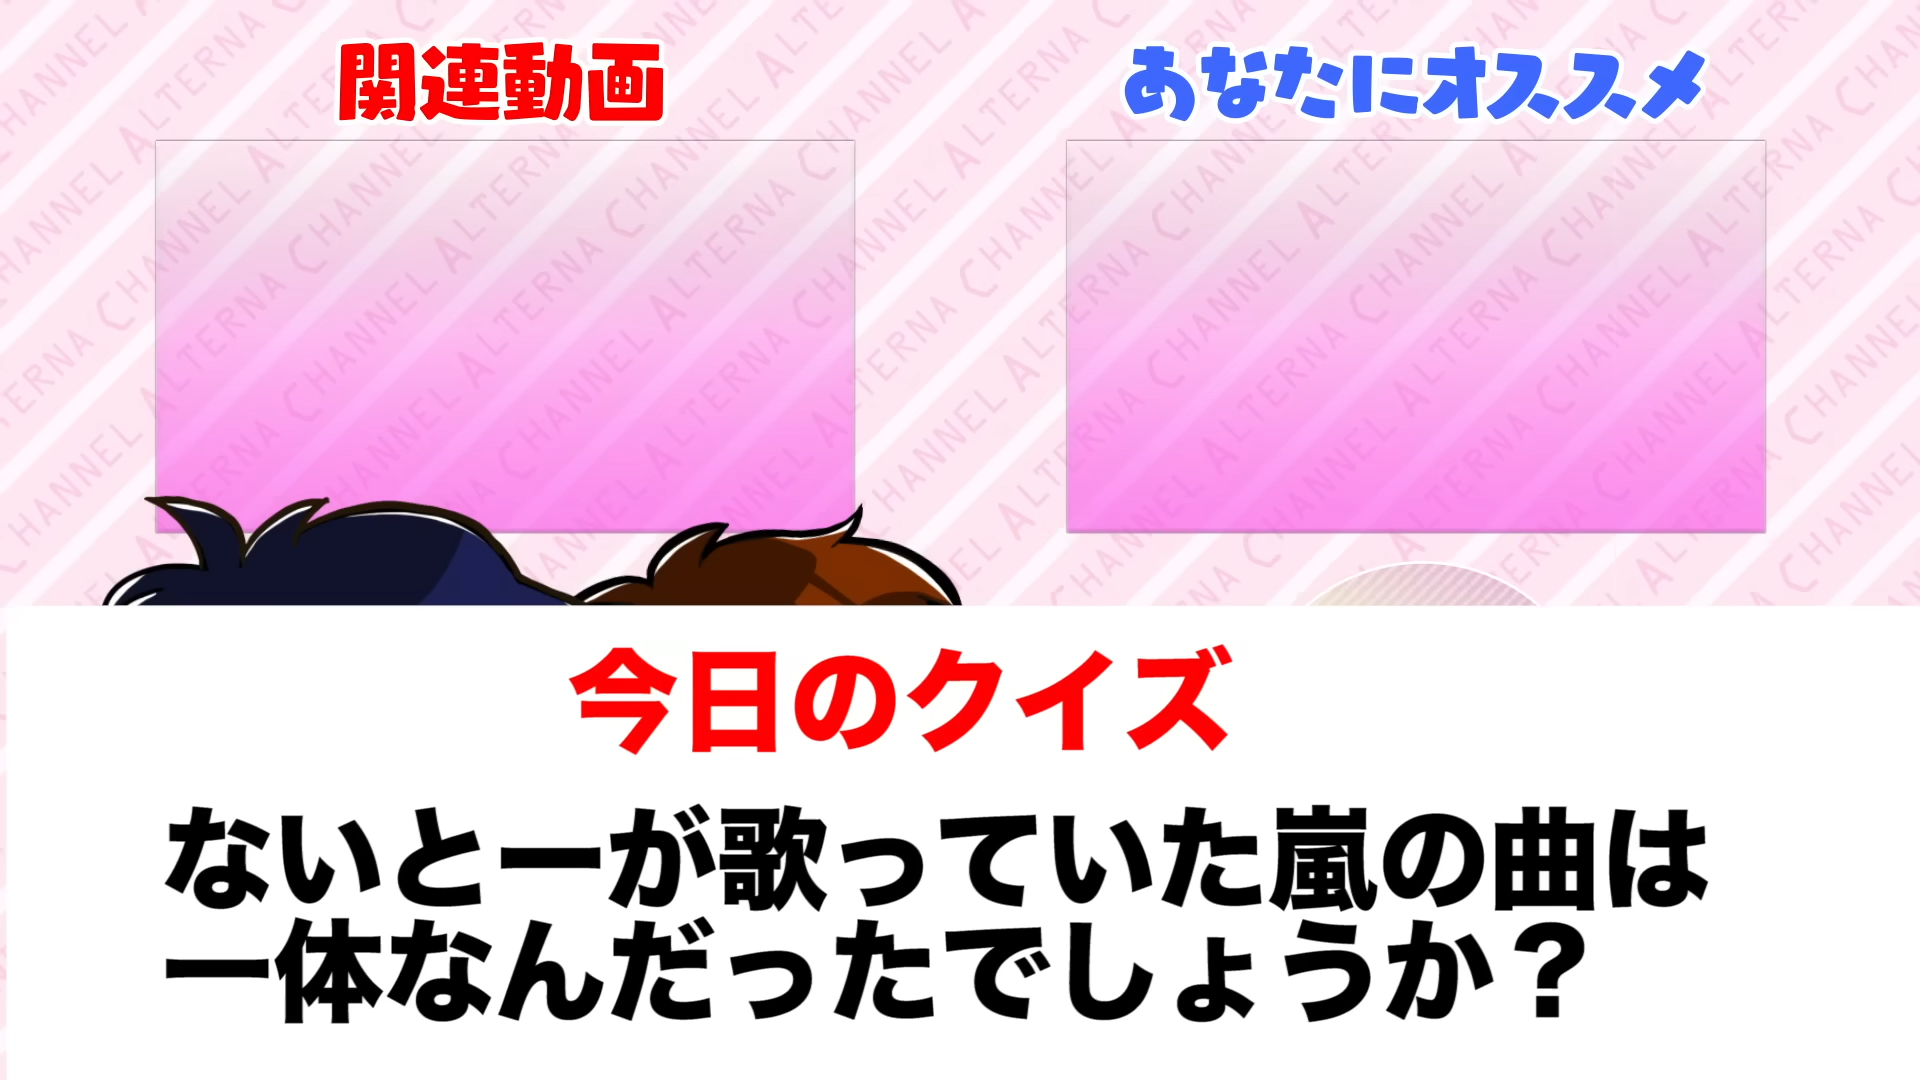 関連動画
あなたにオススメ
CHANNEL ALTERNA
今日のクイズ
ないとーが歌っていた嵐の曲は
一体なんだったでしょうか？